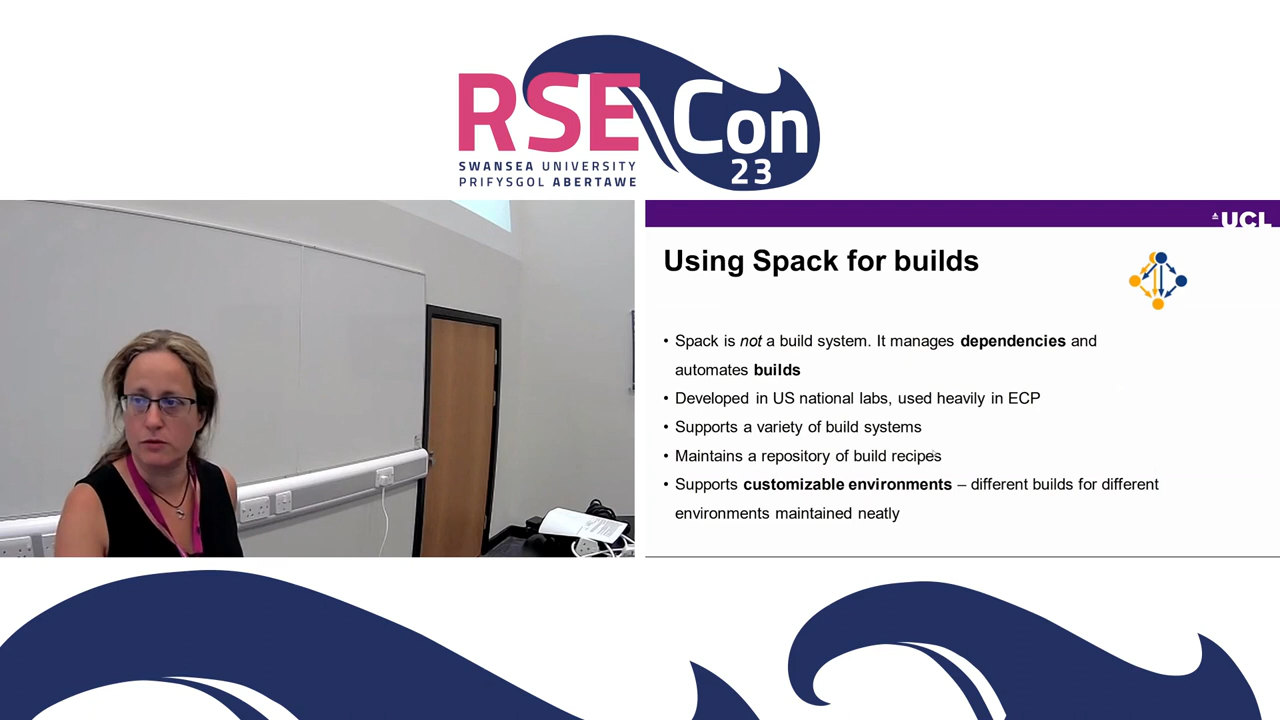 RSE Con
23
SWANSEA UNIVERSITY
PRIFYSGOL ABERTAWE
UCL
Using Spack for builds
• Spack is not a build system. It manages dependencies and
automates builds
• Developed in US national labs, used heavily in ECP
• Supports a variety of build systems
• Maintains a repository of build recipes
• Supports customizable environments – different builds for different
environments maintained neatly